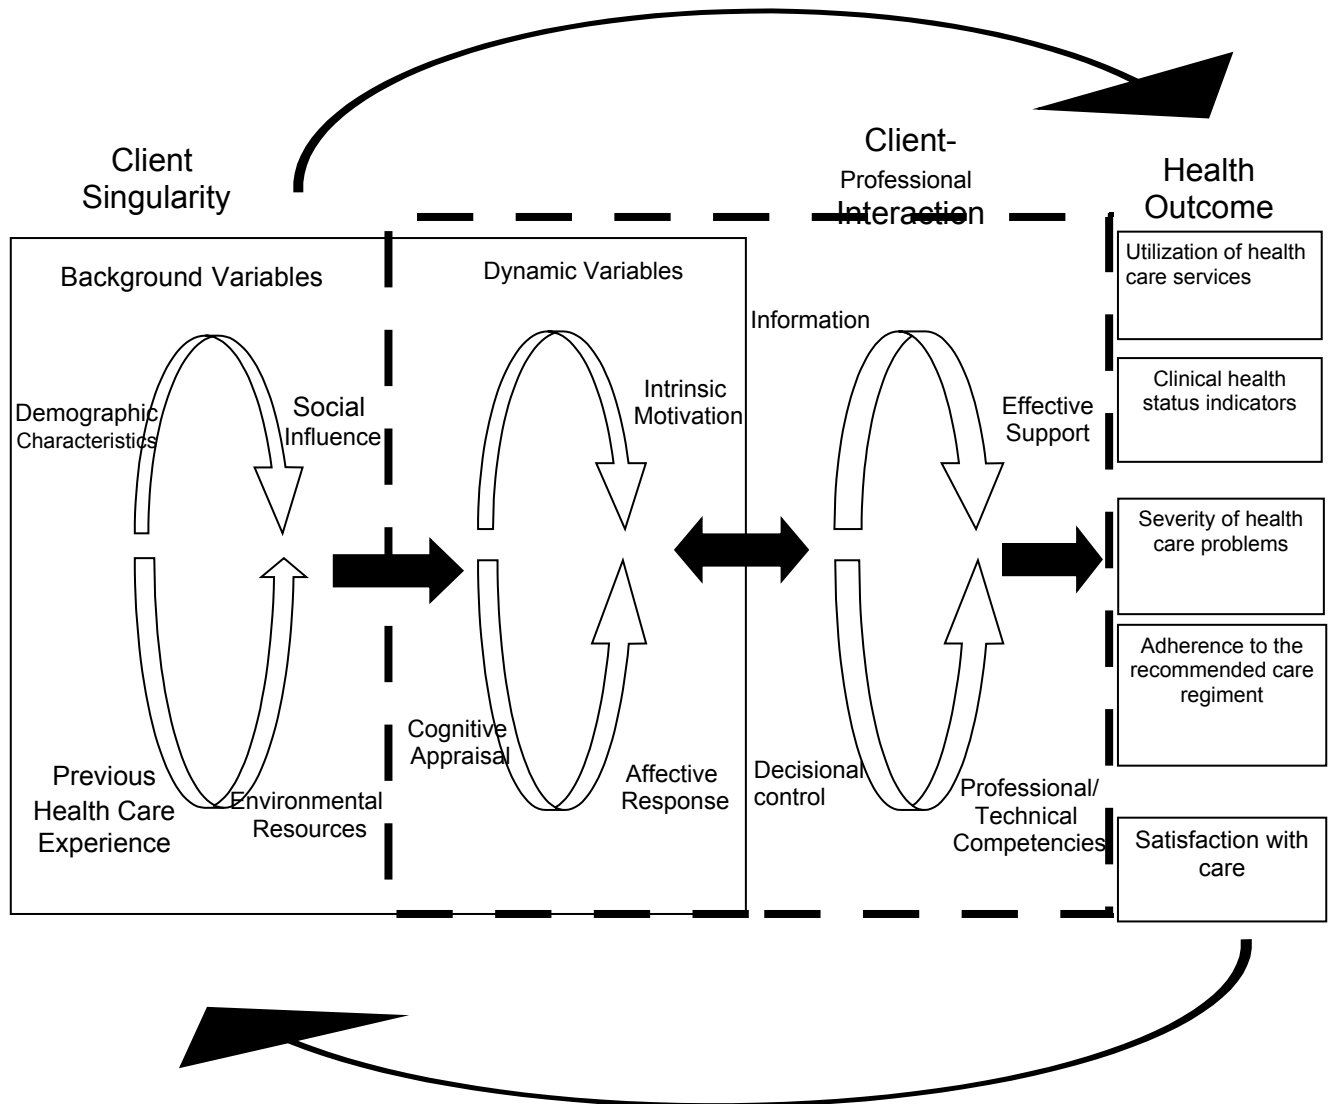 Client
Singularity
Client-
Professional
Interaction
Health
Outcome
Background Variables
Demographic
Characteristics
Social
Influence
Previous
Health Care
Experience
Environmental
Resources
Dynamic Variables
Intrinsic
Motivation
Cognitive
Appraisal
Affective
Response
Information
Effective
Support
Decisional
control
Professional/
Technical
Competencies
Utilization of health
care services
Clinical health
status indicators
Severity of health
care problems
Adherence to the
recommended care
regiment
Satisfaction with
care